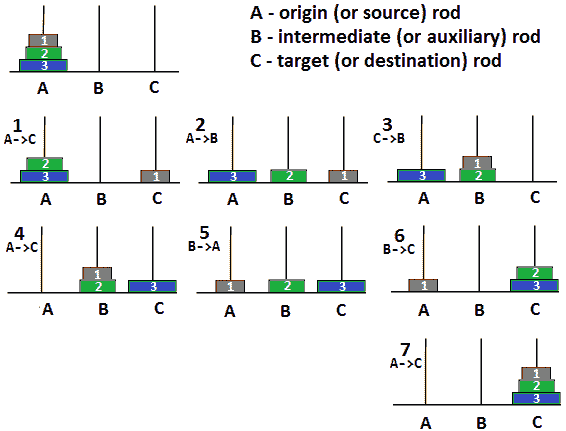 A - origin (or source) rod
B - intermediate (or auxiliary) rod
C - target (or destination) rod
1
2
3
A B C
1
A->C
2
3
1
A B C
2
A->B
3 2 1
A B C
3
C->B
1
3 2
A B C
4
A->C
1
2 3
A B C
5
B->A
1 2 3
A B C
6
B->C
2
1 3
A B C
7
A->C
1
2
3
A B C